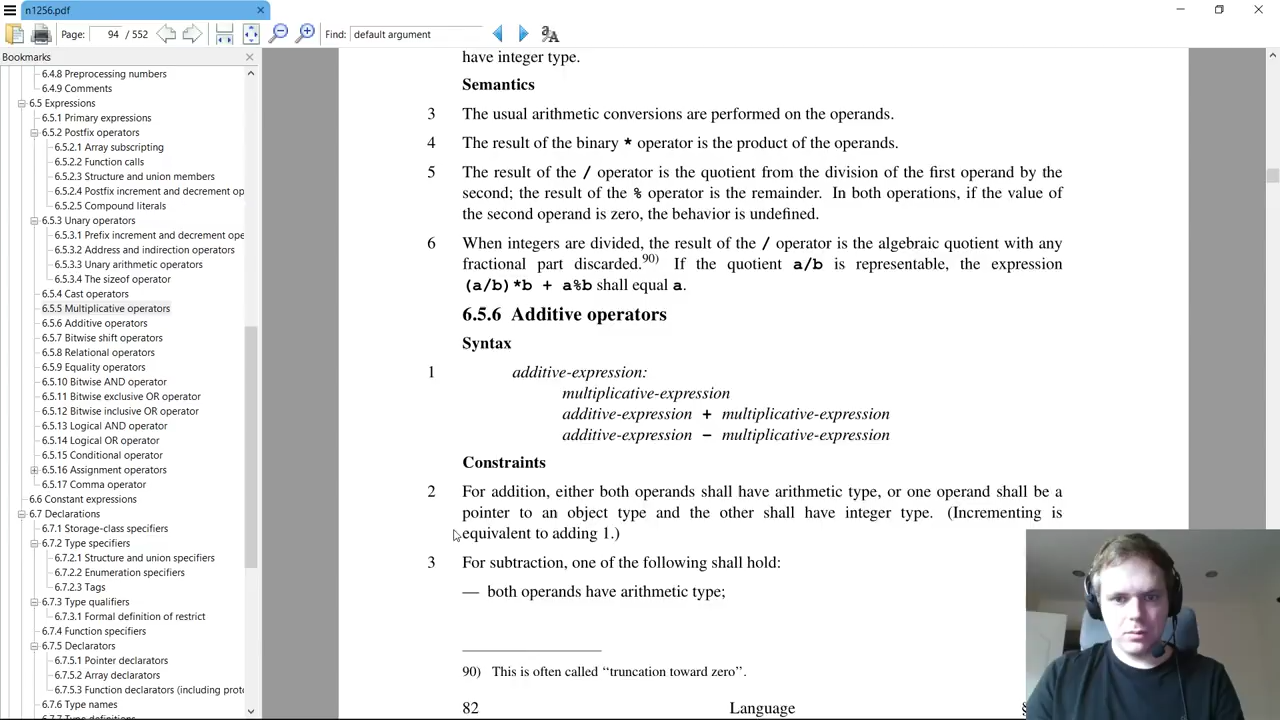 n1256.pdf
Page: 94 / 552 Find: default argument
Bookmarks
6.4.8 Preprocessing numbers
6.4.9 Comments
6.5 Expressions
6.5.1 Primary expressions
6.5.2 Postfix operators
6.5.2.1 Array subscripting
6.5.2.2 Function calls
6.5.2.3 Structure and union members
6.5.2.4 Postfix increment and decrement op
6.5.2.5 Compound literals
6.5.3 Unary operators
6.5.3.1 Prefix increment and decrement ope
6.5.3.2 Address and indirection operators
6.5.3.3 Unary arithmetic operators
6.5.3.4 The sizeof operator
6.5.4 Cast operators
6.5.5 Multiplicative operators
6.5.6 Additive operators
6.5.7 Bitwise shift operators
6.5.8 Relational operators
6.5.9 Equality operators
6.5.10 Bitwise AND operator
6.5.11 Bitwise exclusive OR operator
6.5.12 Bitwise inclusive OR operator
6.5.13 Logical AND operator
6.5.14 Logical OR operator
6.5.15 Conditional operator
6.5.16 Assignment operators
6.5.17 Comma operator
6.6 Constant expressions
6.7 Declarations
6.7.1 Storage-class specifiers
6.7.2 Type specifiers
6.7.2.1 Structure and union specifiers
6.7.2.2 Enumeration specifiers
6.7.2.3 Tags
6.7.3 Type qualifiers
6.7.3.1 Formal definition of restrict
6.7.4 Function specifiers
6.7.5 Declarators
6.7.5.1 Pointer declarators
6.7.5.2 Array declarators
6.7.5.3 Function declarators (including proto
6.7.6 Type names
6.7.7 Type definitions
have integer type.
Semantics
3 The usual arithmetic conversions are performed on the operands.
4 The result of the binary * operator is the product of the operands.
5 The result of the / operator is the quotient from the division of the first operand by the
second; the result of the % operator is the remainder. In both operations, if the value of
the second operand is zero, the behavior is undefined.
6 When integers are divided, the result of the / operator is the algebraic quotient with any
fractional part discarded.90) If the quotient a/b is representable, the expression
(a/b)*b + a%b shall equal a.
6.5.6 Additive operators
Syntax
1 additive-expression:
multiplicative-expression
additive-expression + multiplicative-expression
additive-expression − multiplicative-expression
Constraints
2 For addition, either both operands shall have arithmetic type, or one operand shall be a
pointer to an object type and the other shall have integer type. (Incrementing is
equivalent to adding 1.)
3 For subtraction, one of the following shall hold:
— both operands have arithmetic type;
90) This is often called ‘‘truncation toward zero’’.
82 Language §